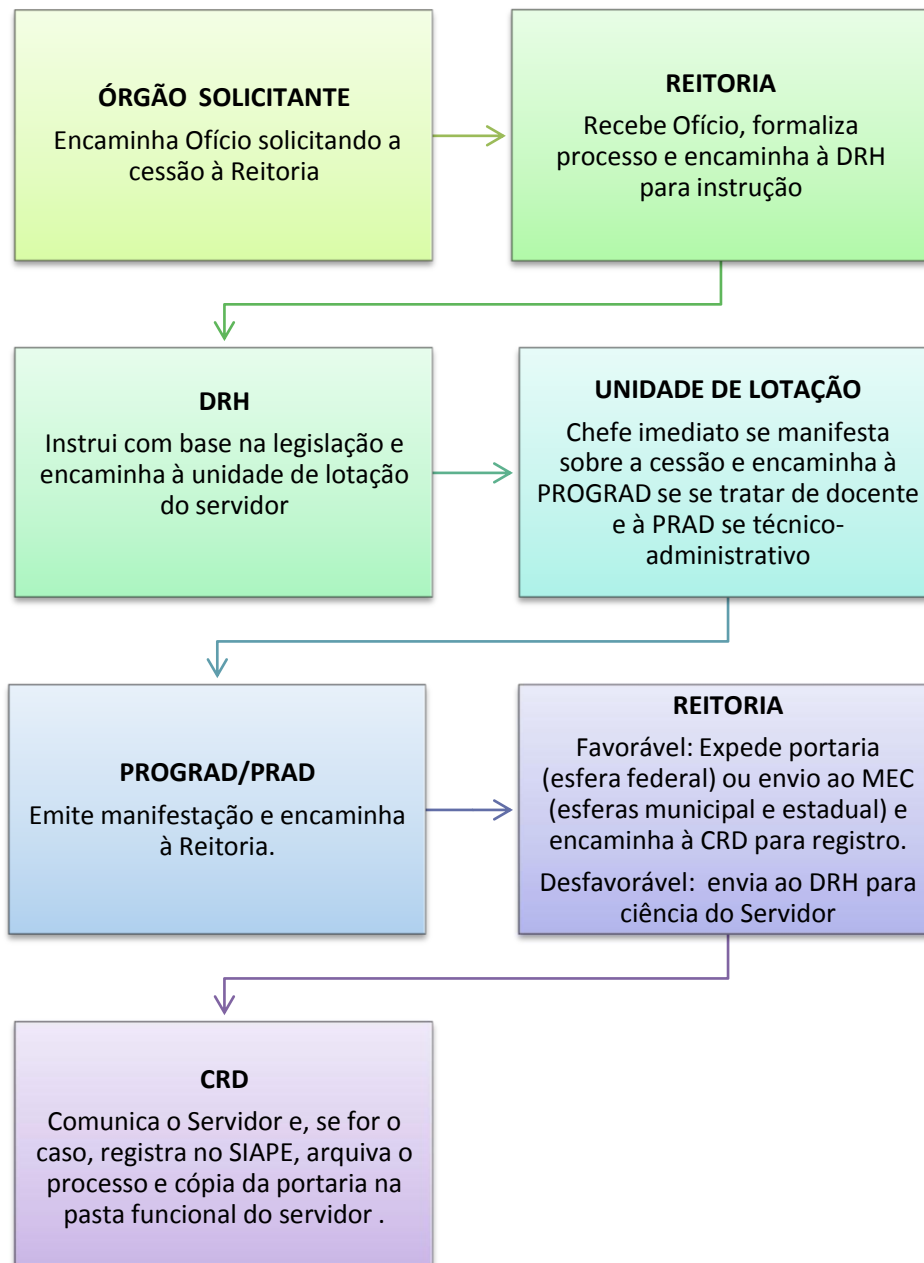 ÓRGÃO SOLICITANTE
Encaminha Ofício solicitando a
cessão à Reitoria
REITORIA
Recebe Ofício, formaliza
processo e encaminha à DRH
para instrução
DRH
Instrui com base na legislação e
encaminha à unidade de lotação
do servidor
UNIDADE DE LOTAÇÃO
Chefe imediato se manifesta
sobre a cessão e encaminha à
PROGRAD se se tratar de docente
e à PRAD se técnico-
administrativo
PROGRAD/PRAD
Emite manifestação e encaminha
à Reitoria.
REITORIA
Favorável: Expede portaria
(esfera federal) ou envio ao MEC
(esferas municipal e estadual) e
encaminha à CRD para registro.
Desfavorável: envia ao DRH para
ciência do Servidor
CRD
Comunica o Servidor e, se for o
caso, registra no SIAPE, arquiva o
processo e cópia da portaria na
pasta funcional do servidor .